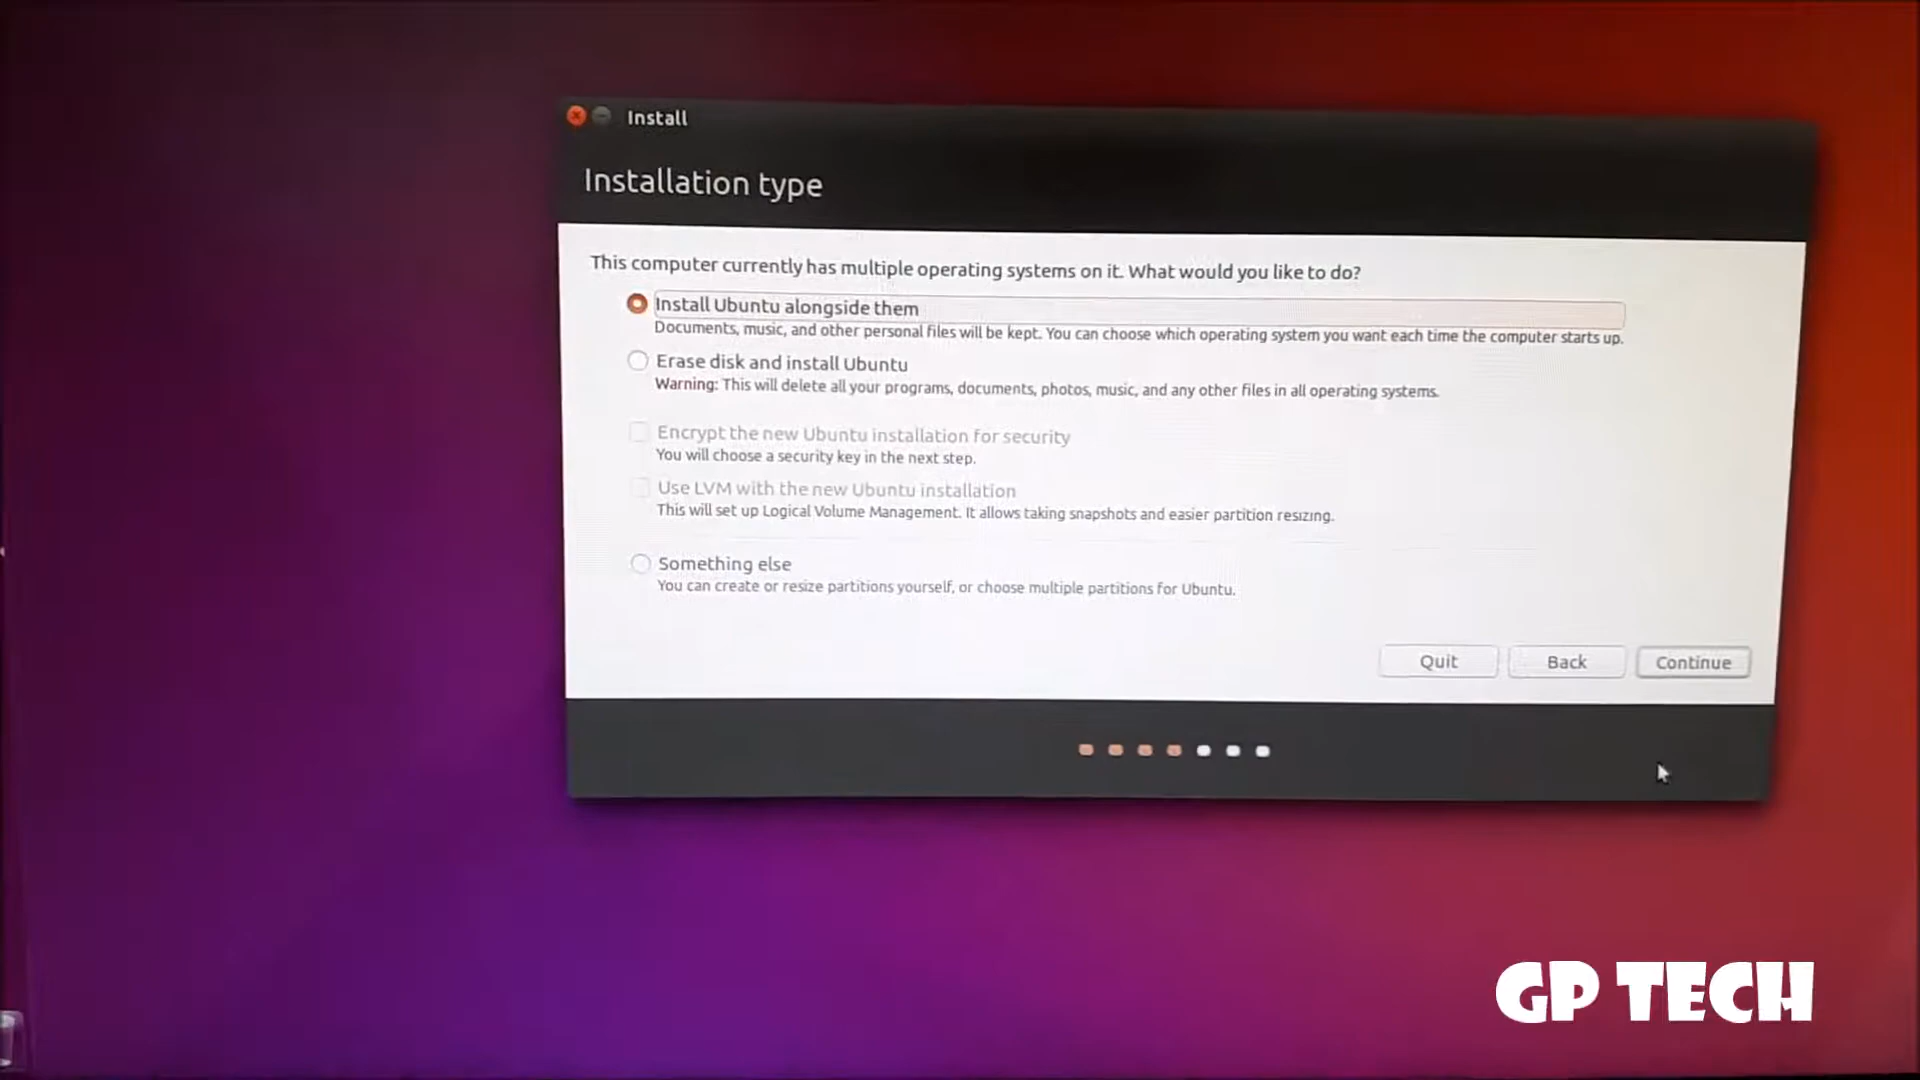 Install
Installation type
This computer currently has multiple operating systems on it. What would you like to do?
Install Ubuntu alongside them
Documents, music, and other personal files will be kept. You can choose which operating system you want each time the computer starts up.
Erase disk and install Ubuntu
Warning: This will delete all your programs, documents, photos, music, and any other files in all operating systems.
Encrypt the new Ubuntu installation for security
You will choose a security key in the next step.
Use LVM with the new Ubuntu installation
This will set up Logical Volume Management. It allows taking snapshots and easier partition resizing.
Something else
You can create or resize partitions yourself, or choose multiple partitions for Ubuntu.
Quit Back Continue
GP TECH